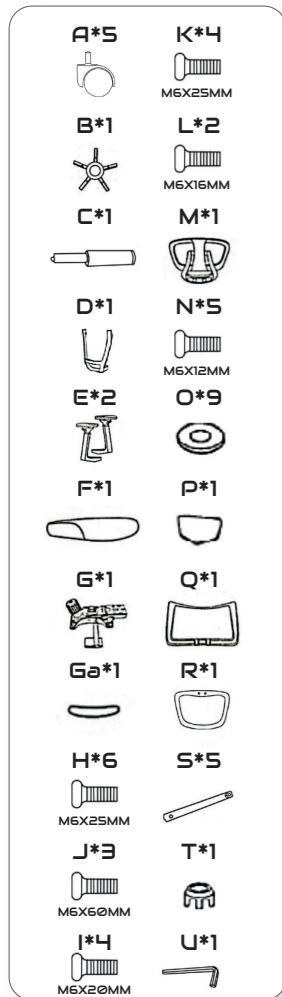 A*5 K*4
M6X25MM
B*1 L*2
M6X16MM
C*1 M*1
D*1 N*5
M6X12MM
E*2 O*9
F*1 P*1
G*1 Q*1
Ga*1 R*1
H*6 S*5
M6X25MM
J*3 T*1
M6X60MM
I*4 U*1
M6X20MM